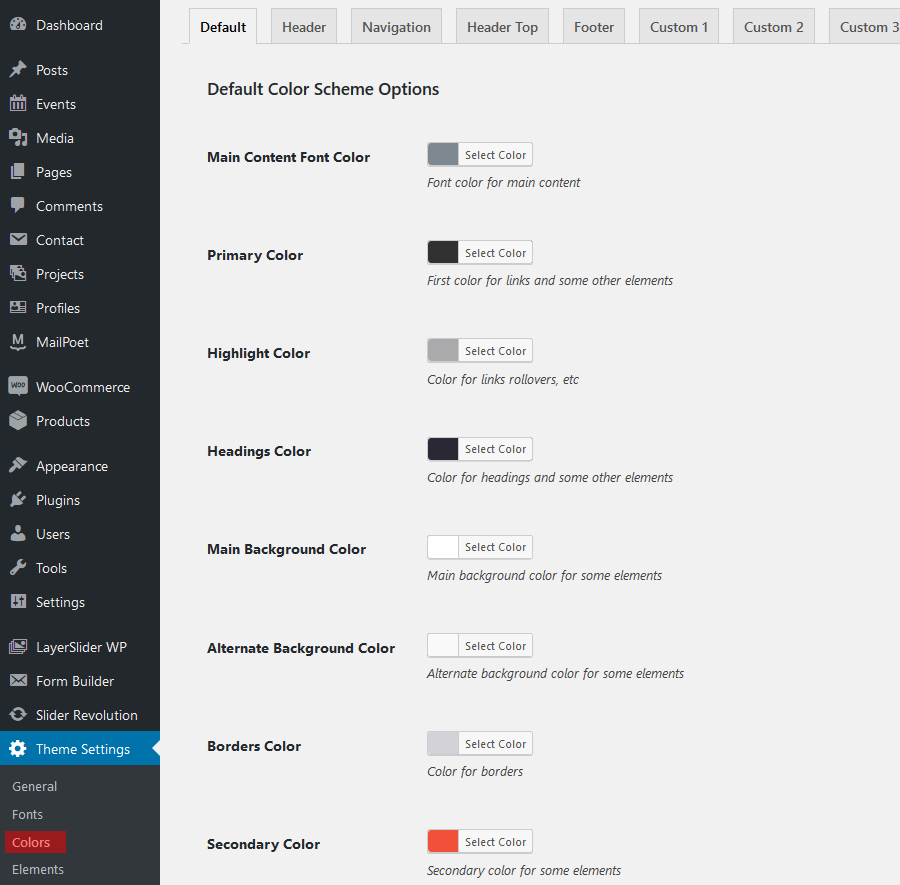 Dashboard
Posts
Events
Media
Pages
Comments
Contact
Projects
Profiles
M MailPoet
Woo WooCommerce
Products
Appearance
Plugins
Users
Tools
Settings
LayerSlider WP
Form Builder
Slider Revolution
Theme Settings
General
Fonts
Colors
Elements
Default Header Navigation Header Top Footer Custom 1 Custom 2 Custom 3
Default Color Scheme Options
Main Content Font Color Select Color
Font color for main content
Primary Color Select Color
First color for links and some other elements
Highlight Color Select Color
Color for links rollovers, etc
Headings Color Select Color
Color for headings and some other elements
Main Background Color Select Color
Main background color for some elements
Alternate Background Color Select Color
Alternate background color for some elements
Borders Color Select Color
Color for borders
Secondary Color Select Color
Secondary color for some elements